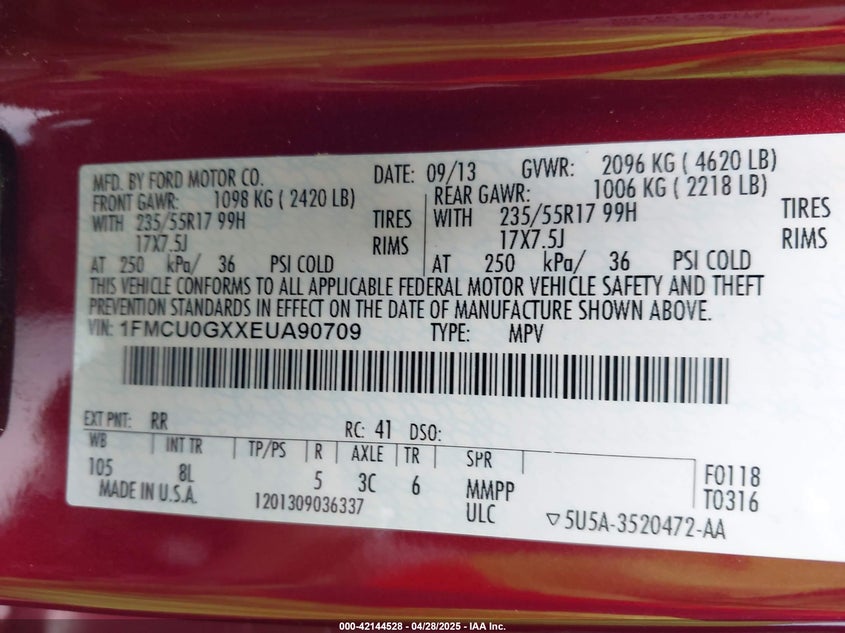 MFD. BY FORD MOTOR CO. DATE: 09/13 GVWR: 2096 KG ( 4620 LB)
FRONT GAWR: 1098 KG ( 2420 LB) REAR GAWR: 1006 KG ( 2218 LB)
WITH 235/55R17 99H TIRES WITH 235/55R17 99H TIRES
17X7.5J RIMS 17X7.5J RIMS
AT 250 kPa/ 36 PSI COLD AT 250 kPa/ 36 PSI COLD
THIS VEHICLE CONFORMS TO ALL APPLICABLE FEDERAL MOTOR VEHICLE SAFETY AND THEFT
PREVENTION STANDARDS IN EFFECT ON THE DATE OF MANUFACTURE SHOWN ABOVE.
VIN: 1FMCU0GXXEUA90709 TYPE: MPV
EXT PNT: RR RC: 41 DSO:
WB INT TR TP/PS R AXLE TR SPR
105 8L 5 3C 6 MMPP F0118
MADE IN U.S.A. 1201309036337 ULC T0316
▽5U5A-3520472-AA
000-42144528 - 04/28/2025 - IAA Inc.